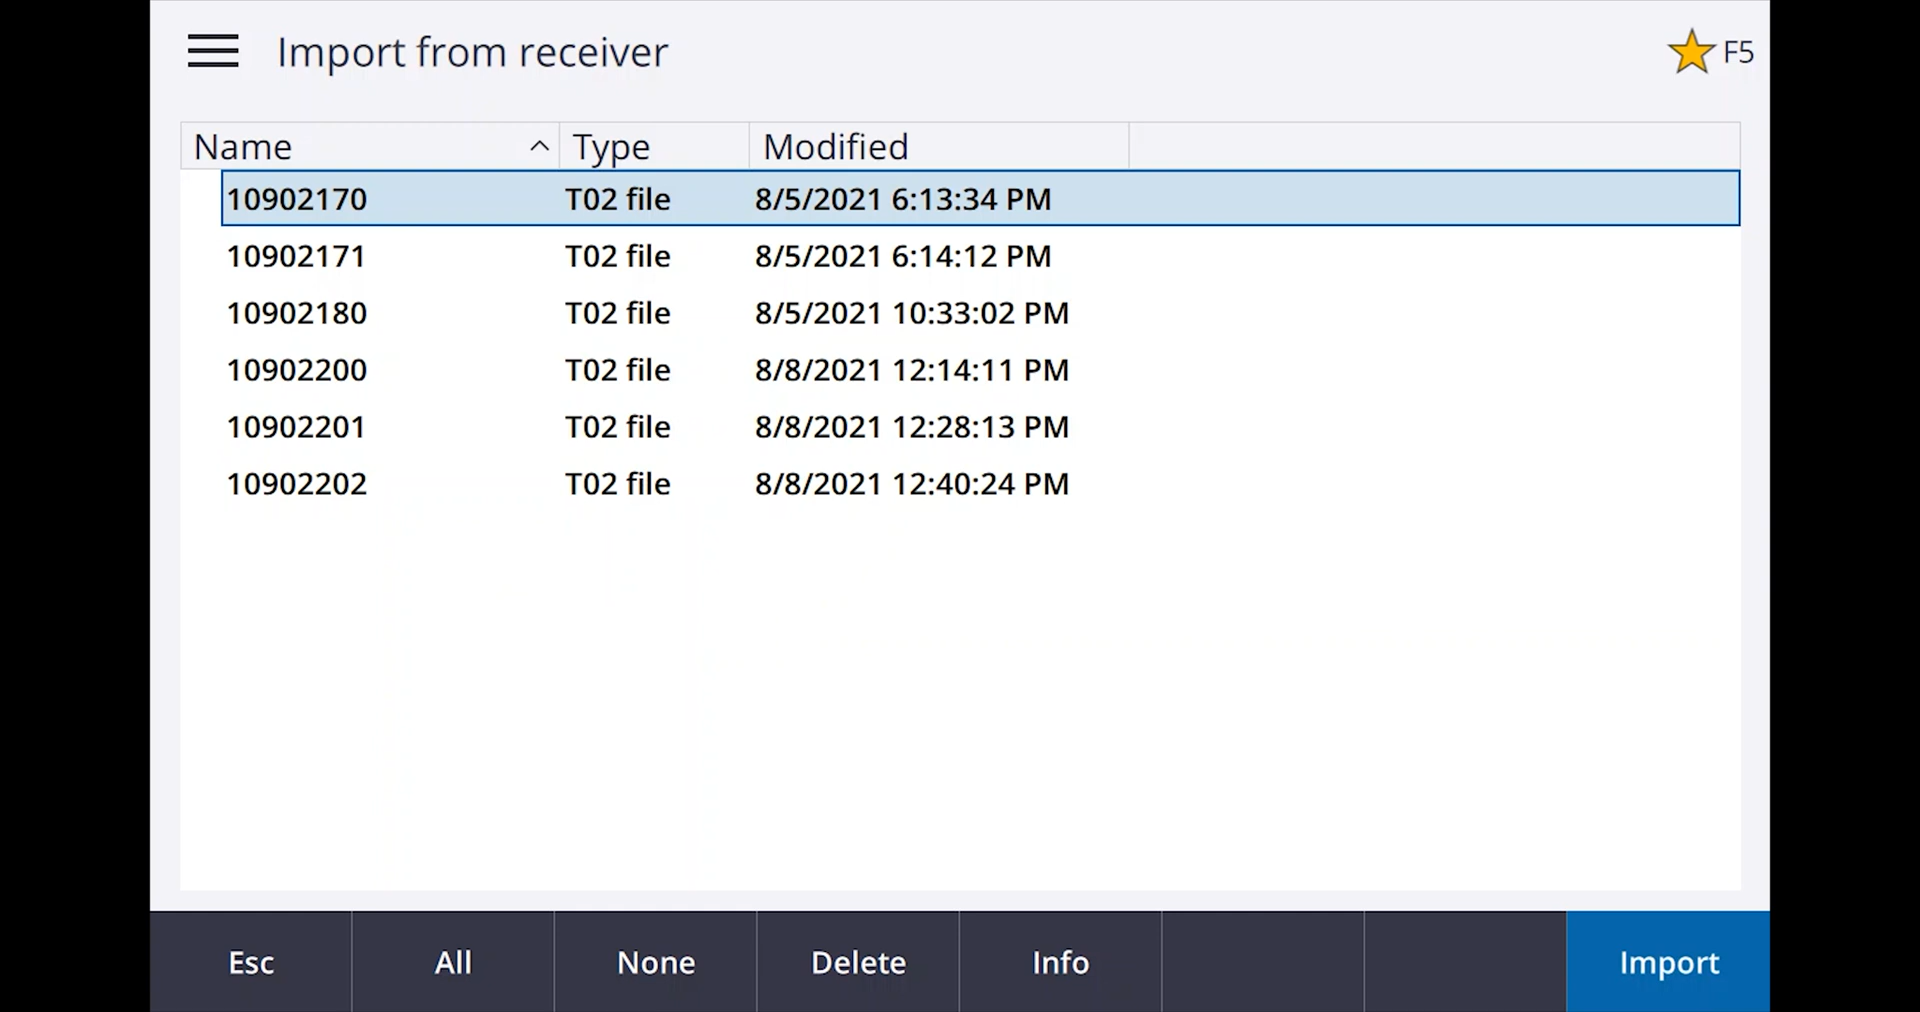 Import from receiver F5
Name Type Modified
10902170 T02 file 8/5/2021 6:13:34 PM
10902171 T02 file 8/5/2021 6:14:12 PM
10902180 T02 file 8/5/2021 10:33:02 PM
10902200 T02 file 8/8/2021 12:14:11 PM
10902201 T02 file 8/8/2021 12:28:13 PM
10902202 T02 file 8/8/2021 12:40:24 PM
Esc All None Delete Info Import